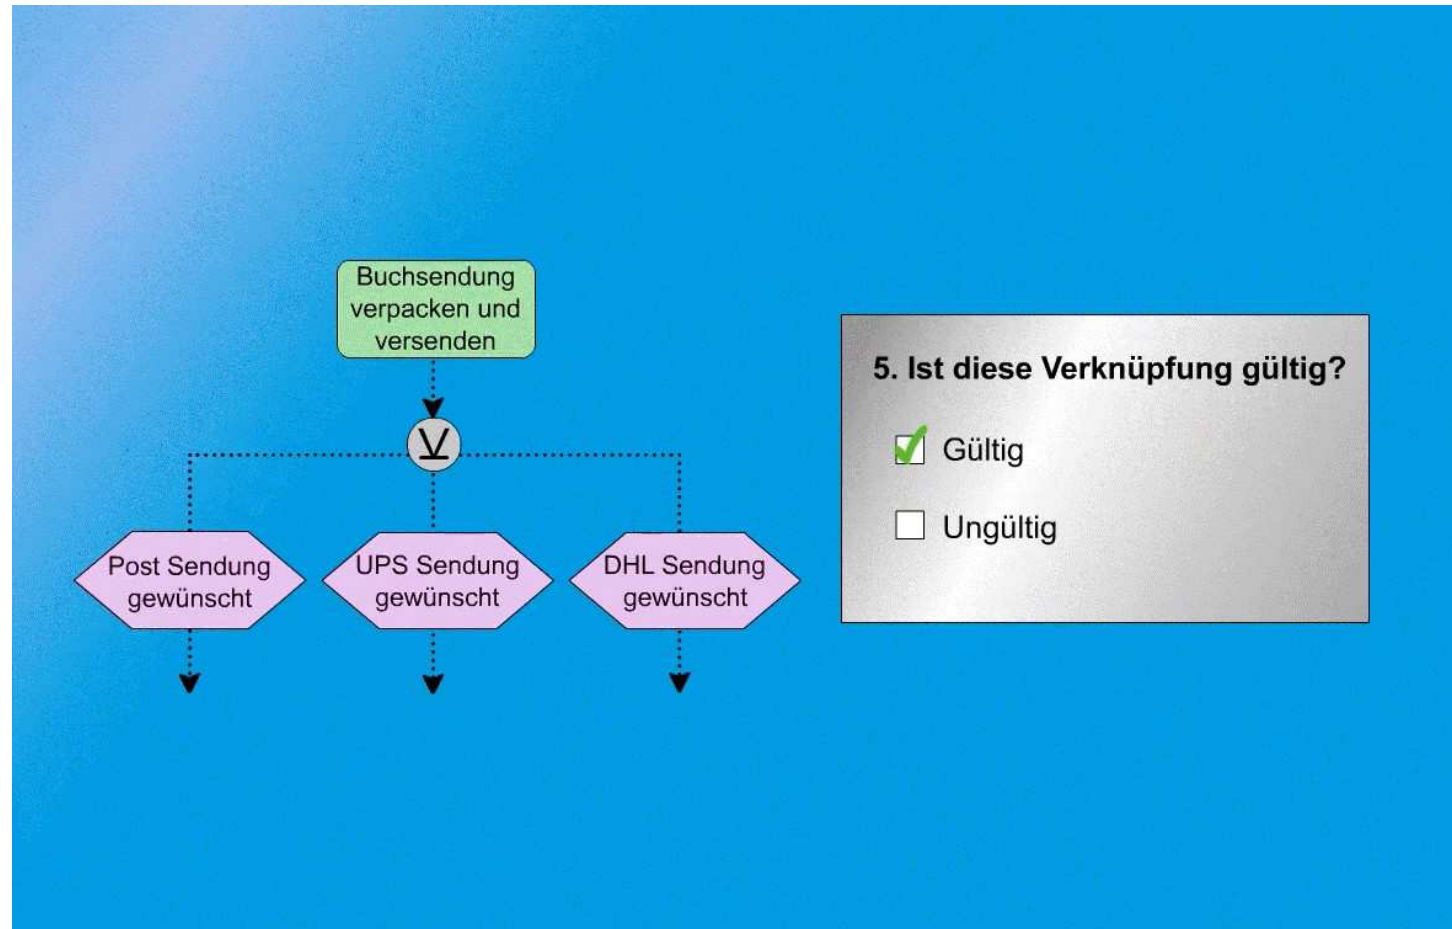 Buchsendung
verpacken und
versenden
V
Post Sendung
gewünscht
UPS Sendung
gewünscht
DHL Sendung
gewünscht
5. Ist diese Verknüpfung gültig?
Gültig
Ungültig